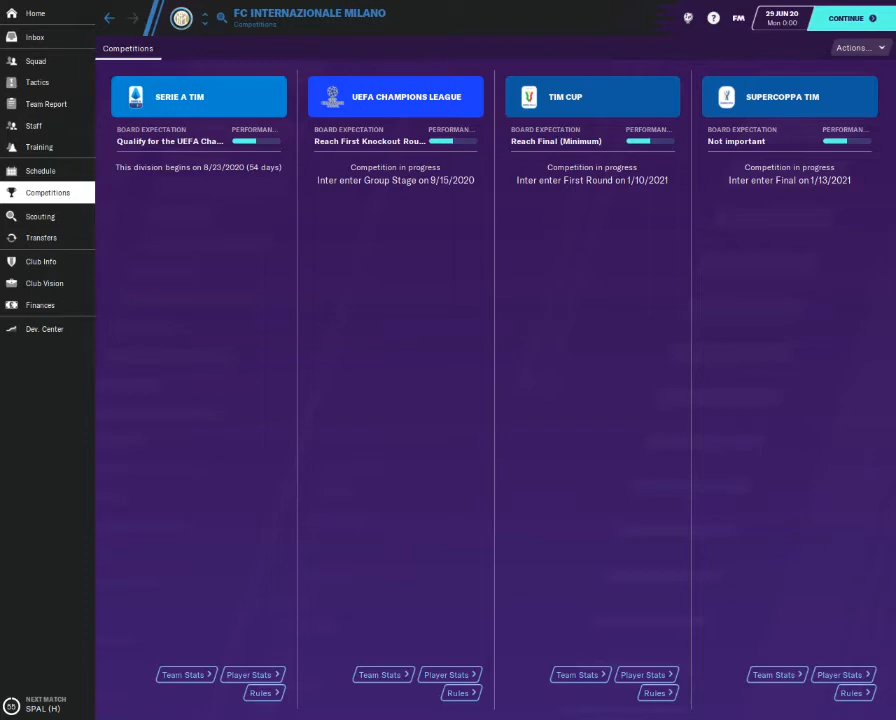 Home
Inbox
Squad
Tactics
Team Report
Staff
Training
Schedule
Competitions
Scouting
Transfers
Club Info
Club Vision
Finances
Dev. Center
55
NEXT MATCH
SPAL (H)
FC INTERNAZIONALE MILANO
Competitions
?
FM
29 JUN 20
Mon 0:00
CONTINUE
Competitions
Actions...
SERIE A TIM
BOARD EXPECTATION PERFORMAN...
Qualify for the UEFA Cha...
This division begins on 8/23/2020 (54 days)
Team Stats Player Stats
Rules
UEFA CHAMPIONS LEAGUE
BOARD EXPECTATION PERFORMAN...
Reach First Knockout Rou...
Competition in progress
Inter enter Group Stage on 9/15/2020
Team Stats Player Stats
Rules
TIM CUP
BOARD EXPECTATION PERFORMAN...
Reach Final (Minimum)
Competition in progress
Inter enter First Round on 1/10/2021
Team Stats Player Stats
Rules
SUPERCOPPA TIM
BOARD EXPECTATION PERFORMAN...
Not important
Competition in progress
Inter enter Final on 1/13/2021
Team Stats Player Stats
Rules